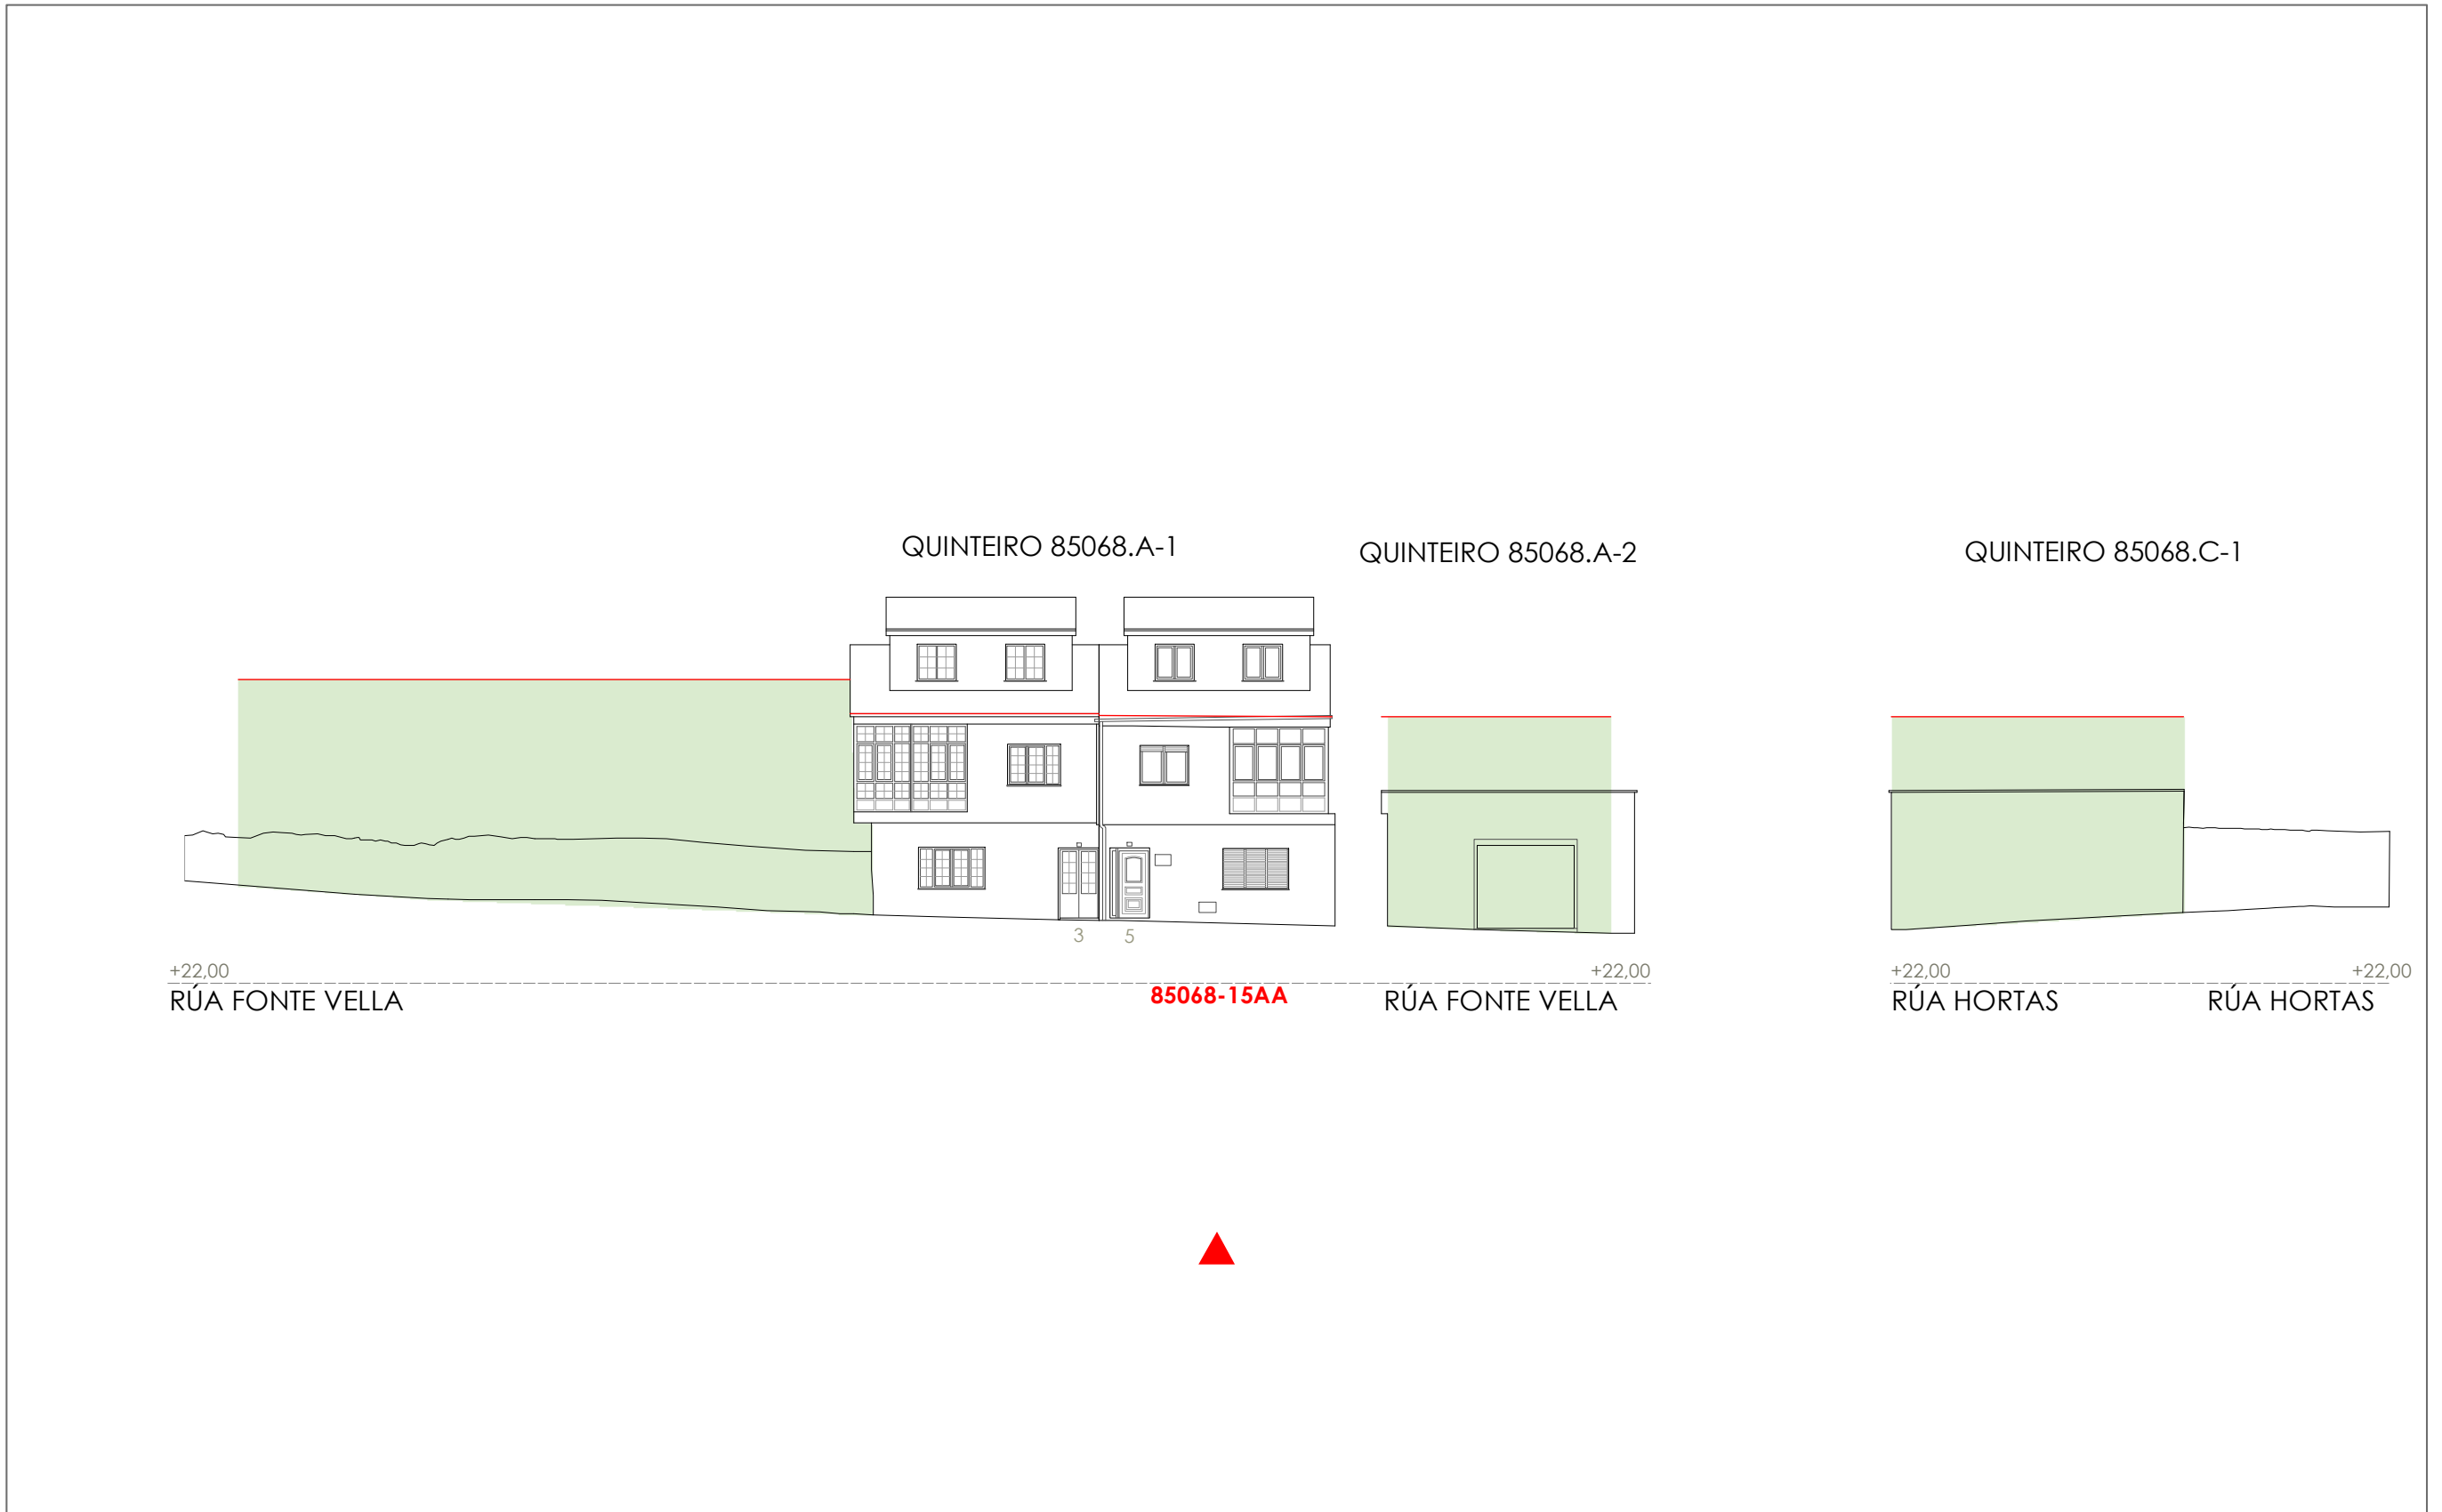 QUINTEIRO 85068.A-1
QUINTEIRO 85068.A-2
QUINTEIRO 85068.C-1
3
5
+22,00
+22,00
+22,00
+22,00
RÚA FONTE VELLA
85068-15AA
RÚA FONTE VELLA
RÚA HORTAS
RÚA HORTAS